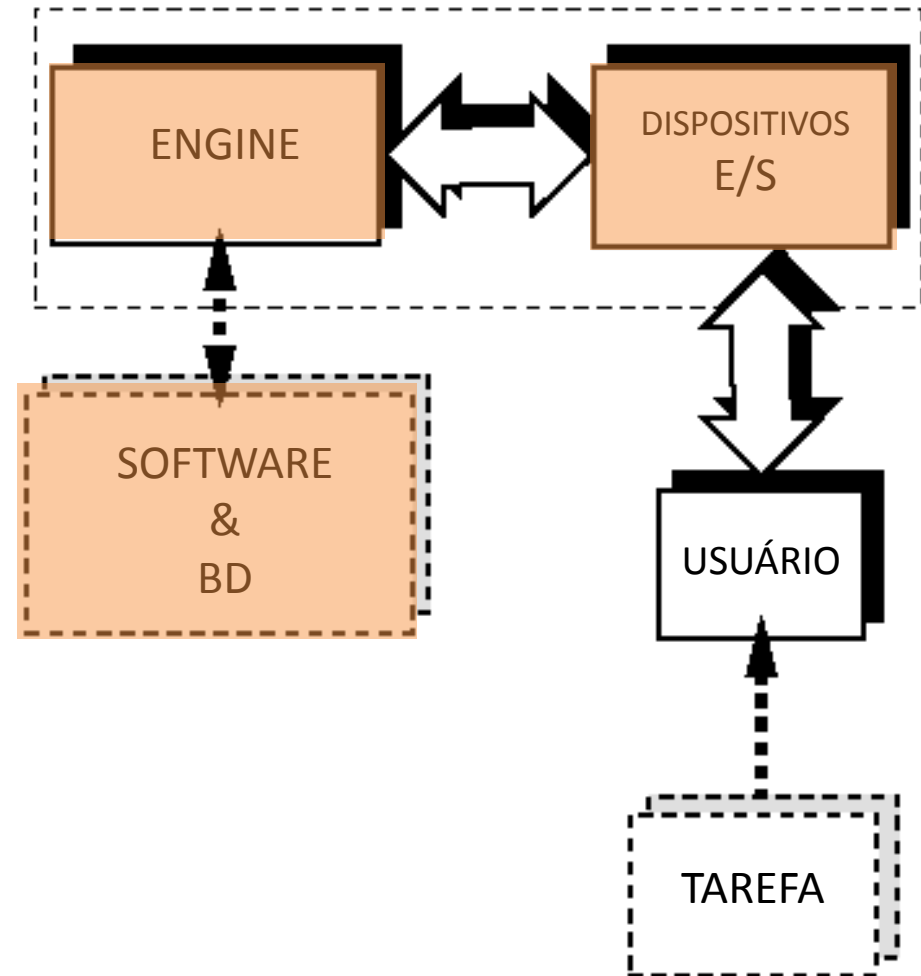 ENGINE
DISPOSITIVOS
E/S
SOFTWARE
&
BD
USUÁRIO
TAREFA